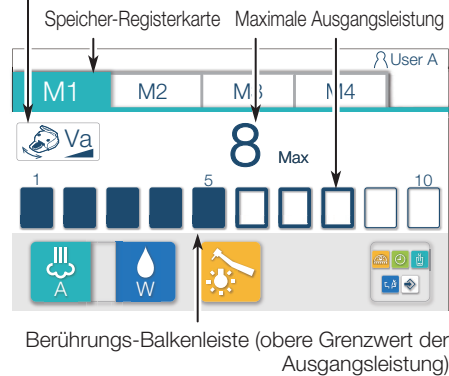 Speicher-Registerkarte Maximale Ausgangsleistung
User A
M1 M2 M3 M4
Va 8 Max
1 5 10
A W
Berührungs-Balkenleiste (obere Grenzwert der
Ausgangsleistung)